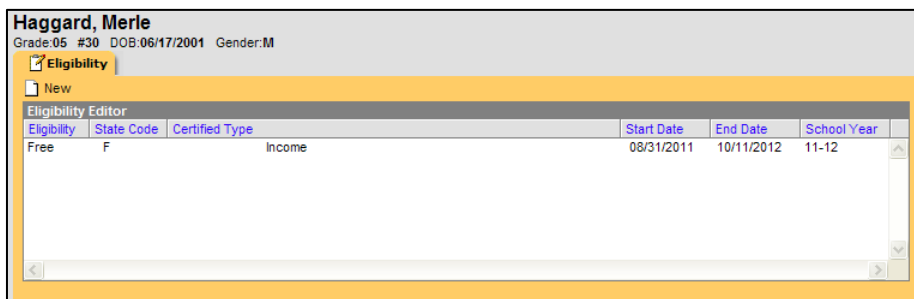 Haggard, Merle
Grade:05 #30 DOB:06/17/2001 Gender:M
Eligibility
New
Eligibility Editor
Eligibility State Code Certified Type Start Date End Date School Year
Free F Income 08/31/2011 10/11/2012 11-12